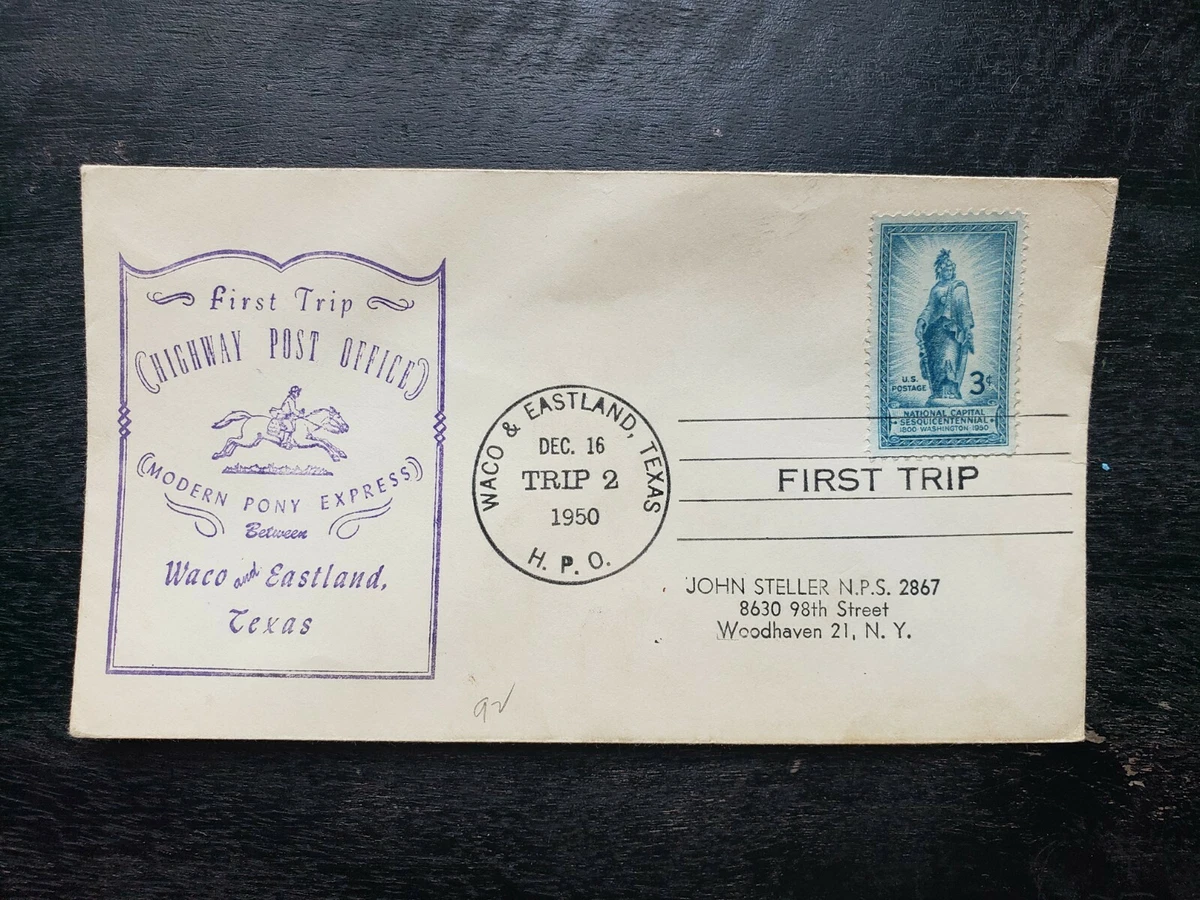 First Trip
HIGHWAY POST OFFICE
MODERN PONY EXPRESS
Between
Waco and Eastland,
Texas
WACO & EASTLAND, TEXAS
DEC. 16
TRIP 2
1950
H. P. O.
U.S.
POSTAGE
3¢
NATIONAL CAPITAL
SESQUICENTENNIAL
1800 WASHINGTON 1950
FIRST TRIP
JOHN STELLER N.P.S. 2867
8630 98th Street
Woodhaven 21, N. Y.